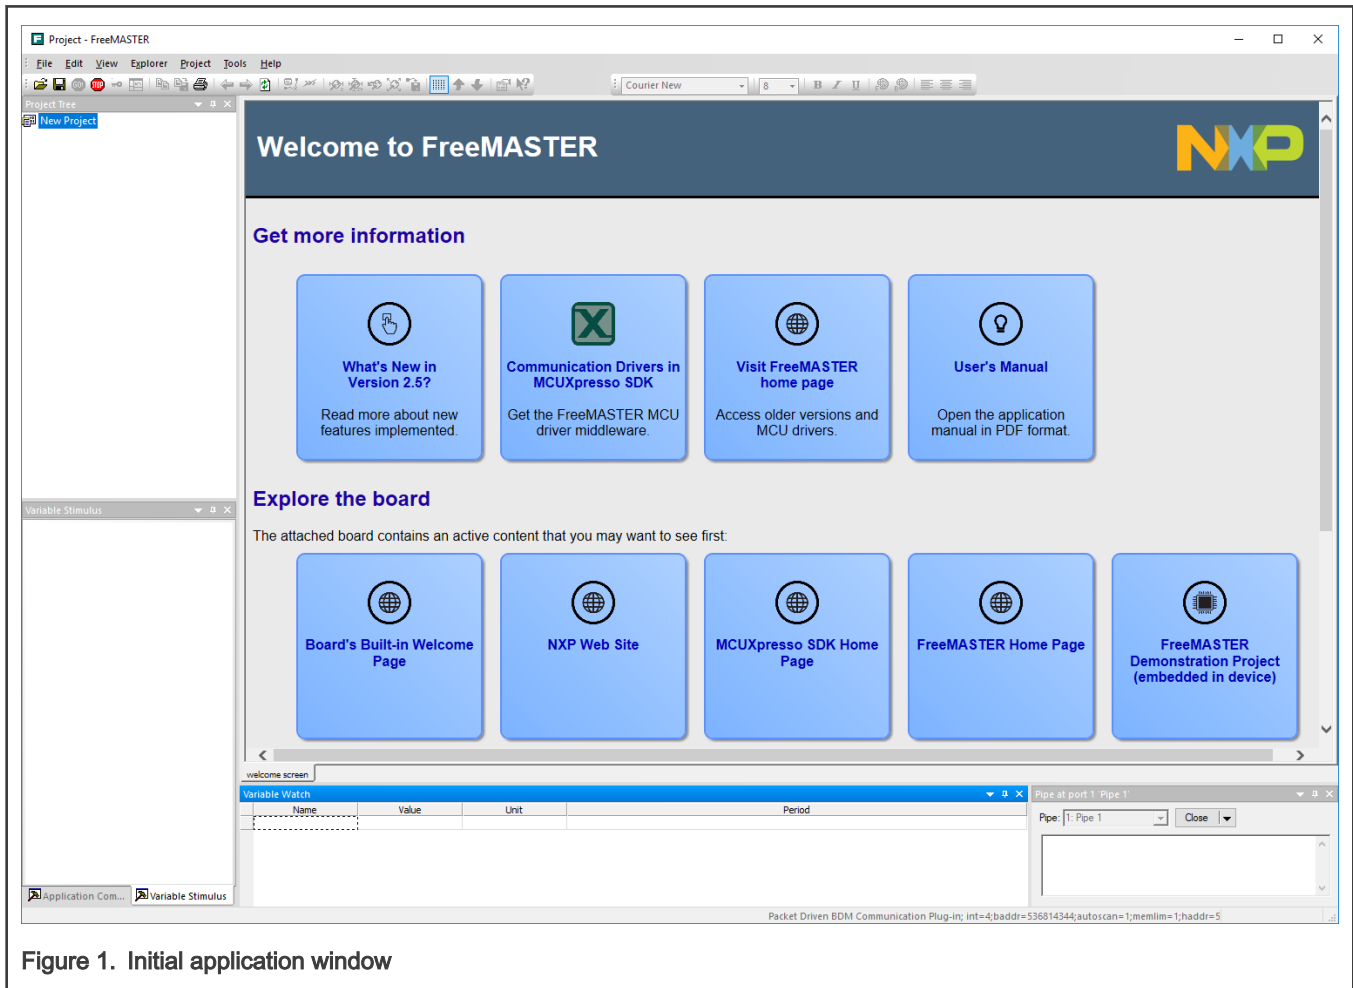 Project - FreeMASTER
File Edit View Explorer Project Tools Help
Courier New 8 B I U
Project Tree
New Project
Welcome to FreeMASTER
NXP
Get more information
What's New in
Version 2.5?
Read more about new
features implemented.
Communication Drivers in
MCUXpresso SDK
Get the FreeMASTER MCU
driver middleware.
Visit FreeMASTER
home page
Access older versions and
MCU drivers.
User's Manual
Open the application
manual in PDF format.
Explore the board
The attached board contains an active content that you may want to see first:
Board's Built-in Welcome
Page
NXP Web Site
MCUXpresso SDK Home
Page
FreeMASTER Home Page
FreeMASTER
Demonstration Project
(embedded in device)
Variable Stimulus
welcome screen
Variable Watch
Name Value Unit Period
Pipe at port 1 'Pipe 1'
Pipe: 1: Pipe 1 Close
Application Com... Variable Stimulus
Packet Driven BDM Communication Plug-in; int=4;baddr=536814344;autoscan=1;memlim=1;haddr=5
Figure 1. Initial application window